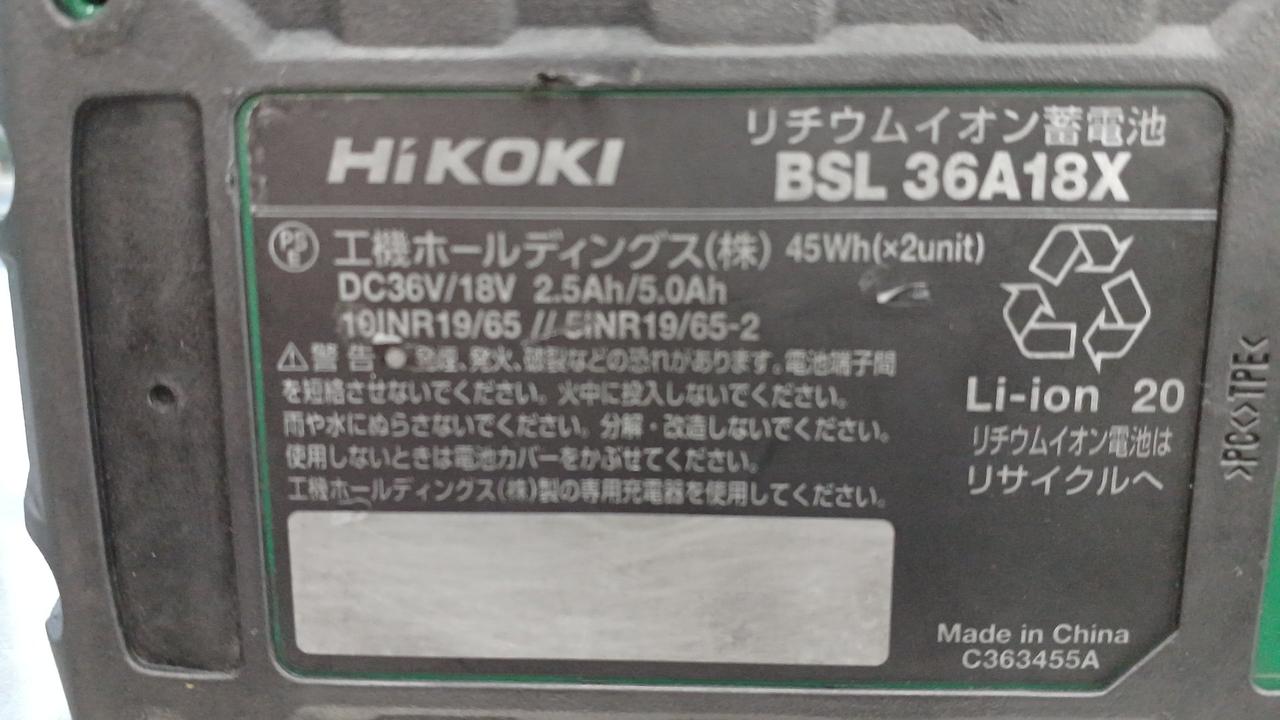 HiKOKI
リチウムイオン蓄電池
BSL 36A18X
PS E
工機ホールディングス(株) 45Wh(×2unit)
DC36V/18V 2.5Ah/5.0Ah
10INR19/65 // 5INR19/65-2
⚠警告 ● 発煙、発火、破裂などの恐れがあります。電池端子間
を短絡させないでください。火中に投入しないでください。
雨や水にぬらさないでください。分解・改造しないでください。
使用しないときは電池カバーをかぶせてください。
工機ホールディングス(株)製の専用充電器を使用してください。
Li-ion 20
リチウムイオン電池は
リサイクルへ
Made in China
C363455A
>PC<>TPE<